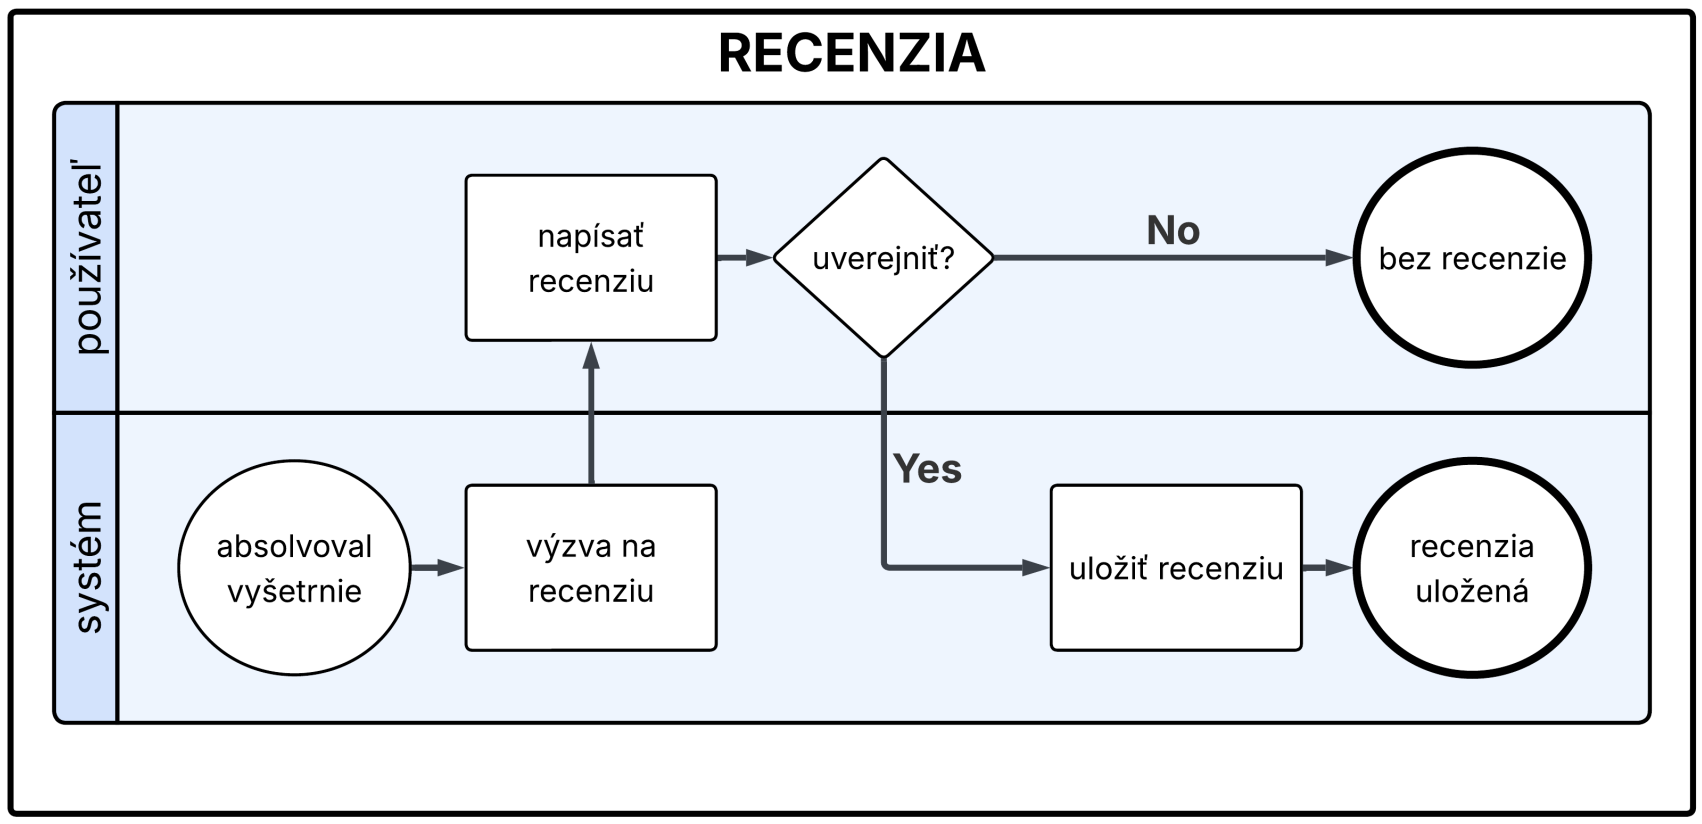 RECENZIA
používateľ
napísať
recenziu
uverejniť?
No
bez recenzie
systém
absolvoval
vyšetrnie
výzva na
recenziu
Yes
uložiť recenziu
recenzia
uložená